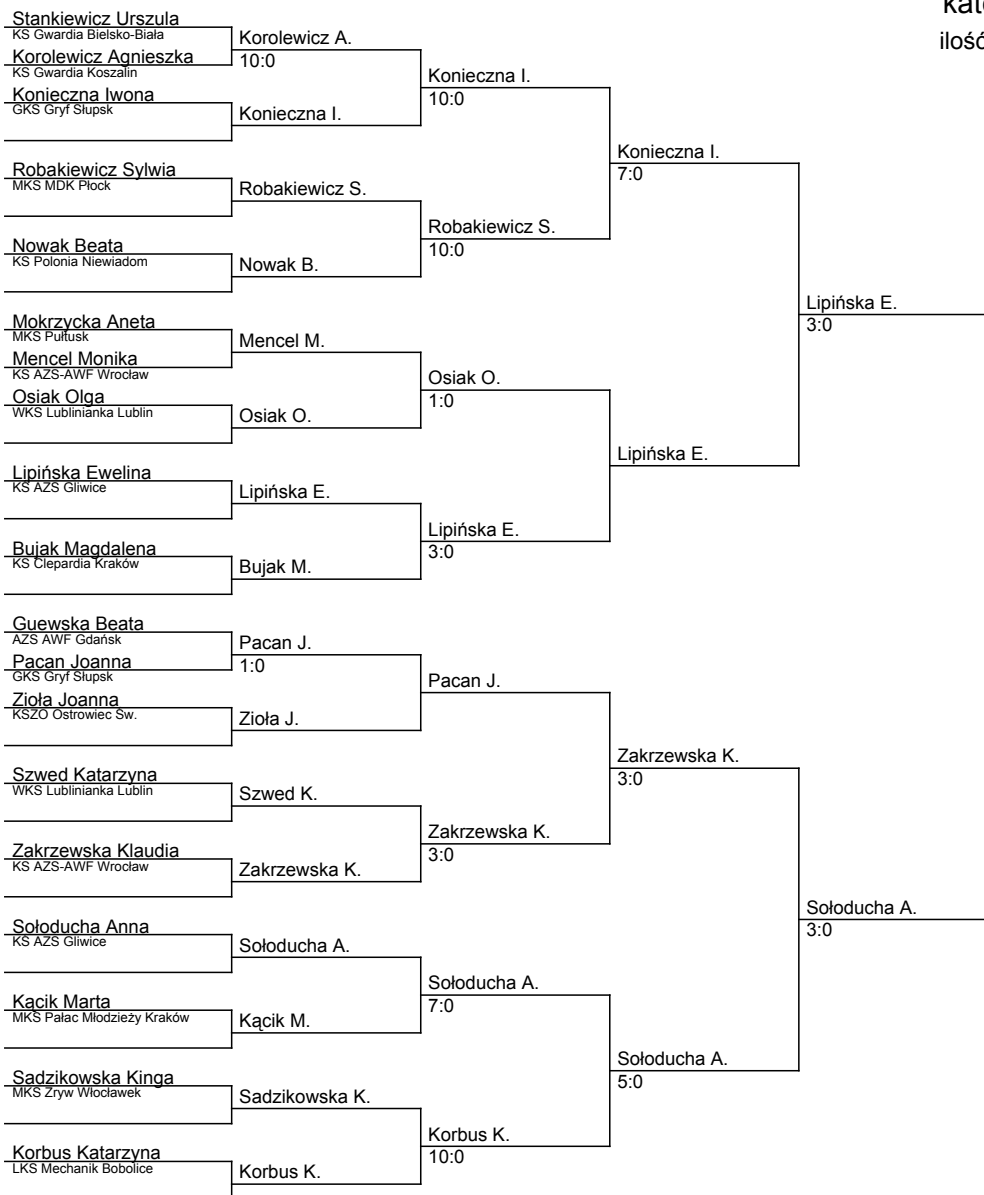 kate
ilość
Stankiewicz Urszula
KS Gwardia Bielsko-Biała
Korolewicz Agnieszka
KS Gwardia Koszalin
Konieczna Iwona
GKS Gryf Słupsk
Robakiewicz Sylwia
MKS MDK Płock
Nowak Beata
KS Polonia Niewiadom
Mokrzycka Aneta
MKS Pułtusk
Mencel Monika
KS AZS-AWF Wrocław
Osiak Olga
WKS Lublinianka Lublin
Lipińska Ewelina
KS AZS Gliwice
Bujak Magdalena
KS Clepardia Kraków
Guewska Beata
AZS AWF Gdańsk
Pacan Joanna
GKS Gryf Słupsk
Zioła Joanna
KSZO Ostrowiec Św.
Szwed Katarzyna
WKS Lublinianka Lublin
Zakrzewska Klaudia
KS AZS-AWF Wrocław
Sołoducha Anna
KS AZS Gliwice
Kącik Marta
MKS Pałac Młodzieży Kraków
Sadzikowska Kinga
MKS Zryw Włocławek
Korbus Katarzyna
LKS Mechanik Bobolice
Korolewicz A.
10:0
Konieczna I.
Robakiewicz S.
Nowak B.
Mencel M.
Osiak O.
Lipińska E.
Bujak M.
Pacan J.
1:0
Zioła J.
Szwed K.
Zakrzewska K.
Sołoducha A.
Kącik M.
Sadzikowska K.
Korbus K.
Konieczna I.
10:0
Robakiewicz S.
10:0
Osiak O.
1:0
Lipińska E.
3:0
Pacan J.
Zakrzewska K.
3:0
Sołoducha A.
7:0
Korbus K.
10:0
Konieczna I.
7:0
Lipińska E.
Zakrzewska K.
3:0
Sołoducha A.
5:0
Lipińska E.
3:0
Sołoducha A.
3:0